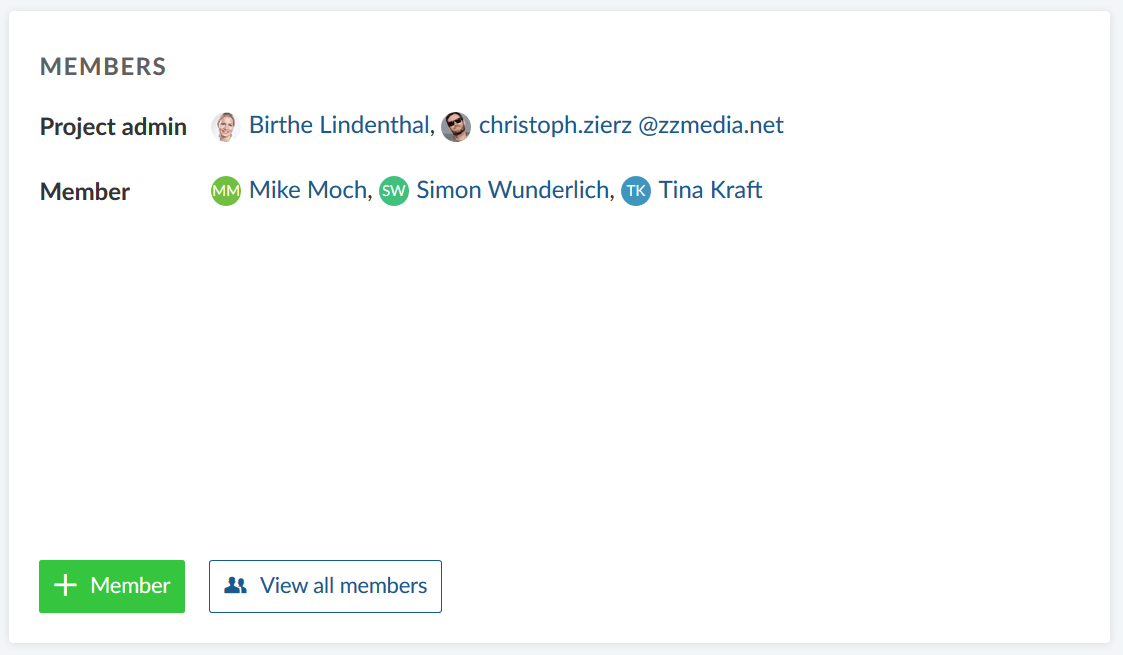 MEMBERS
Project admin Birthe Lindenthal, christoph.zierz @zzmedia.net
Member MM Mike Moch, SW Simon Wunderlich, TK Tina Kraft
+ Member View all members